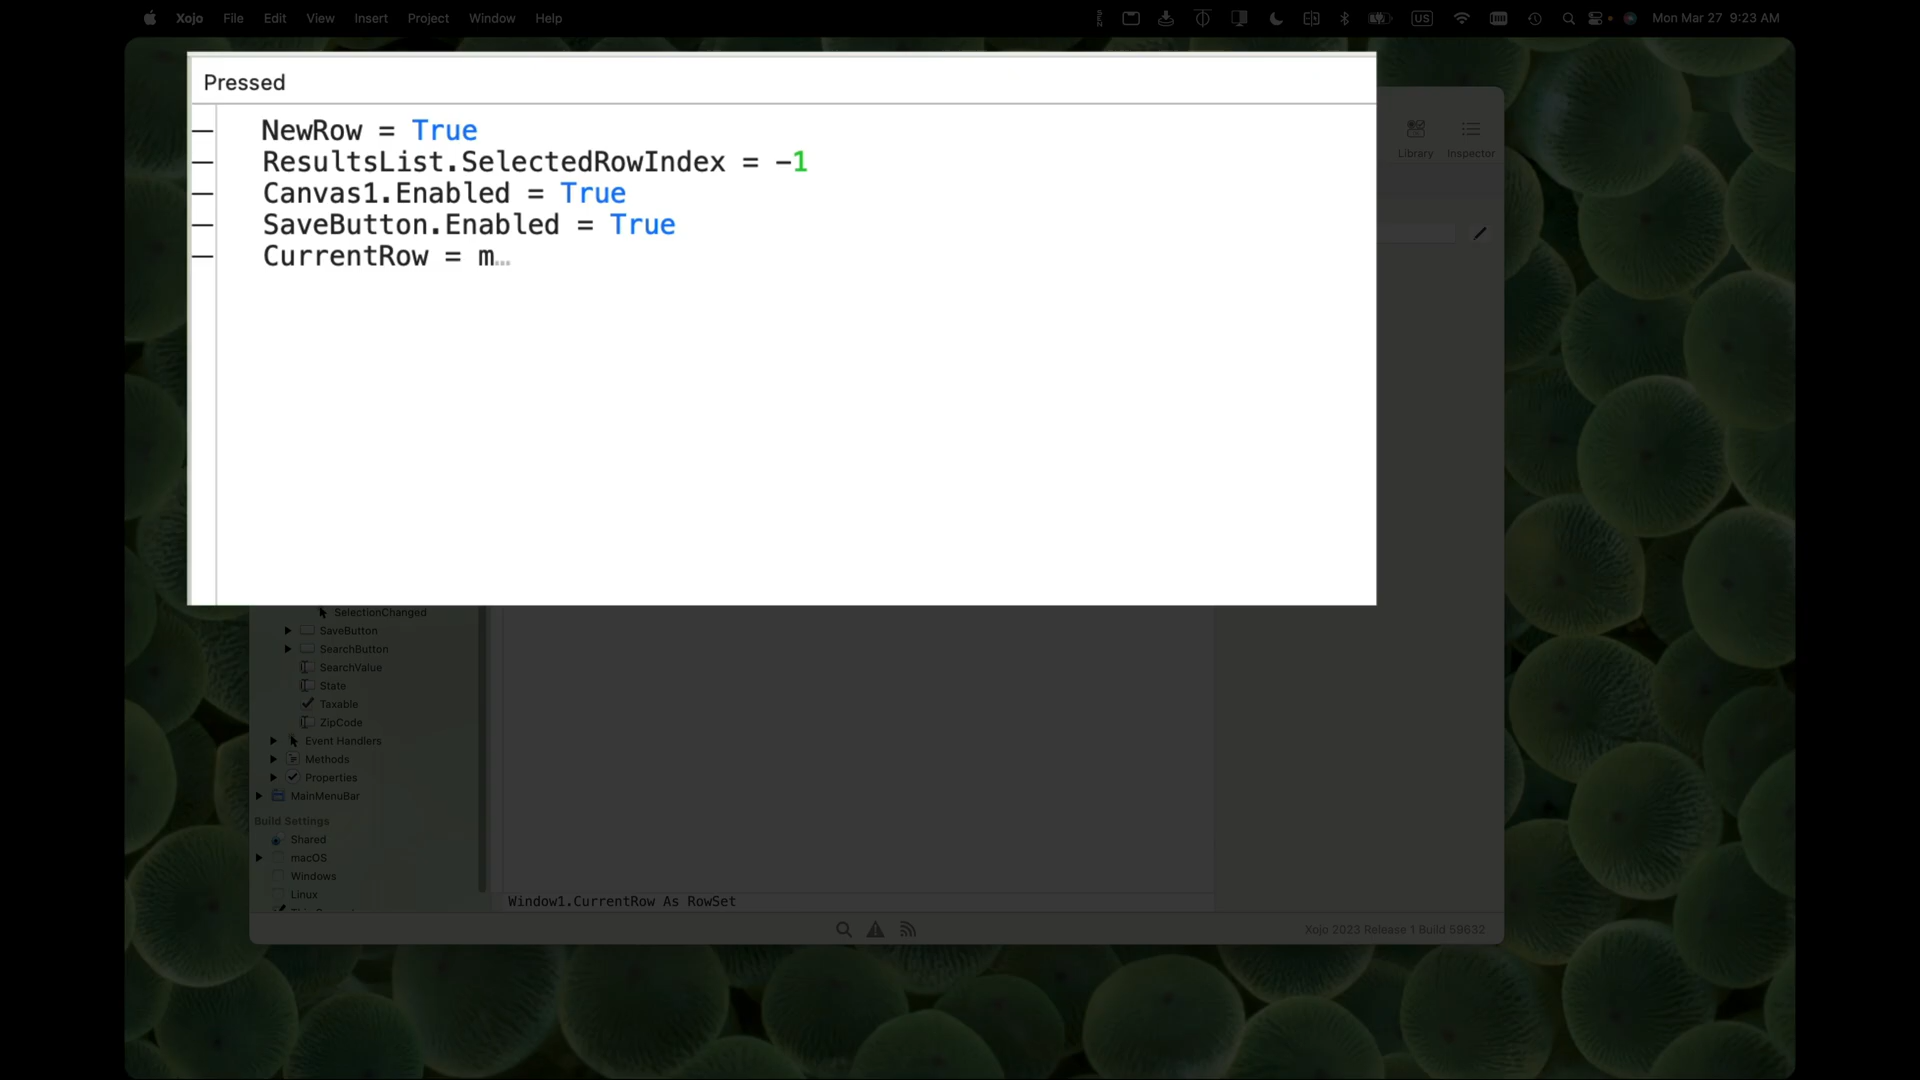 Xojo File Edit View Insert Project Window Help
US
Mon Mar 27 9:23 AM
Pressed
NewRow = True
ResultsList.SelectedRowIndex = -1
Canvas1.Enabled = True
SaveButton.Enabled = True
CurrentRow = m...
Library
Inspector
SelectionChanged
SaveButton
SearchButton
SearchValue
State
Taxable
ZipCode
Event Handlers
Methods
Properties
MainMenuBar
Build Settings
Shared
macOS
Windows
Linux
Window1.CurrentRow As RowSet
Xojo 2023 Release 1 Build 59632